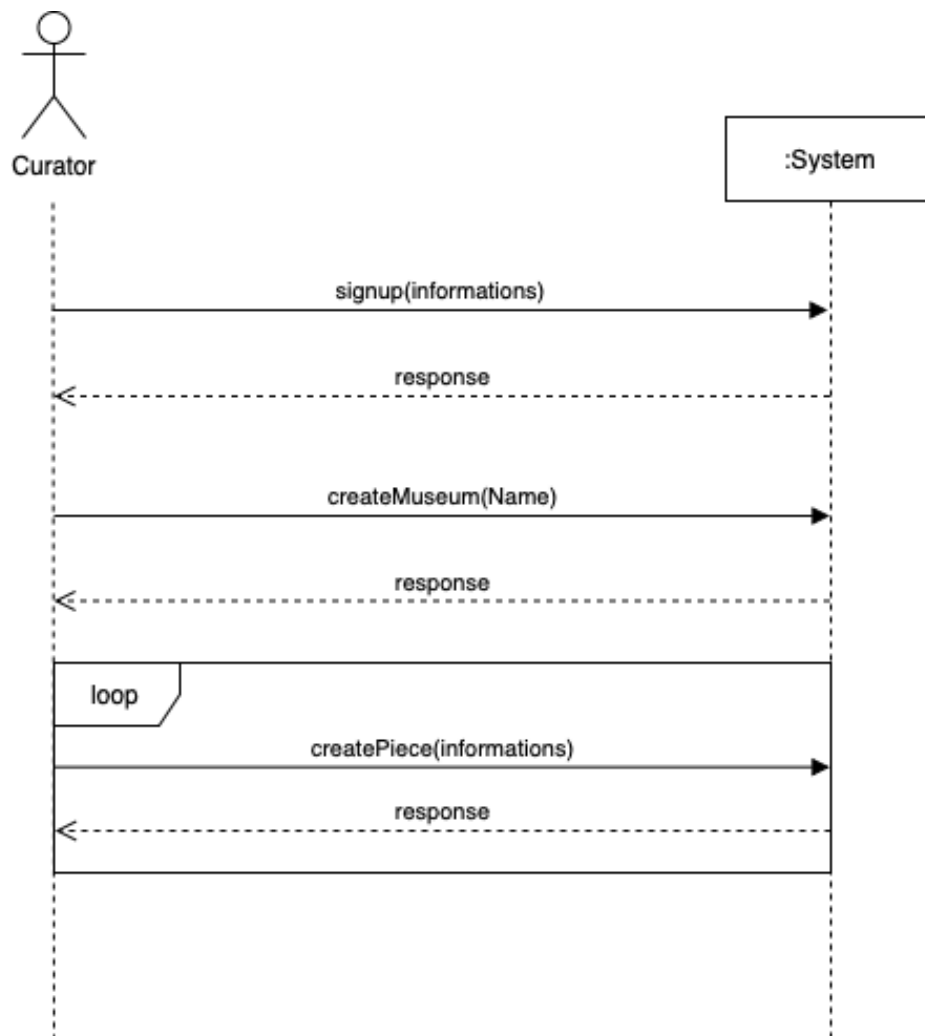 Curator
:System
signup(informations)
response
createMuseum(Name)
response
loop
createPiece(informations)
response